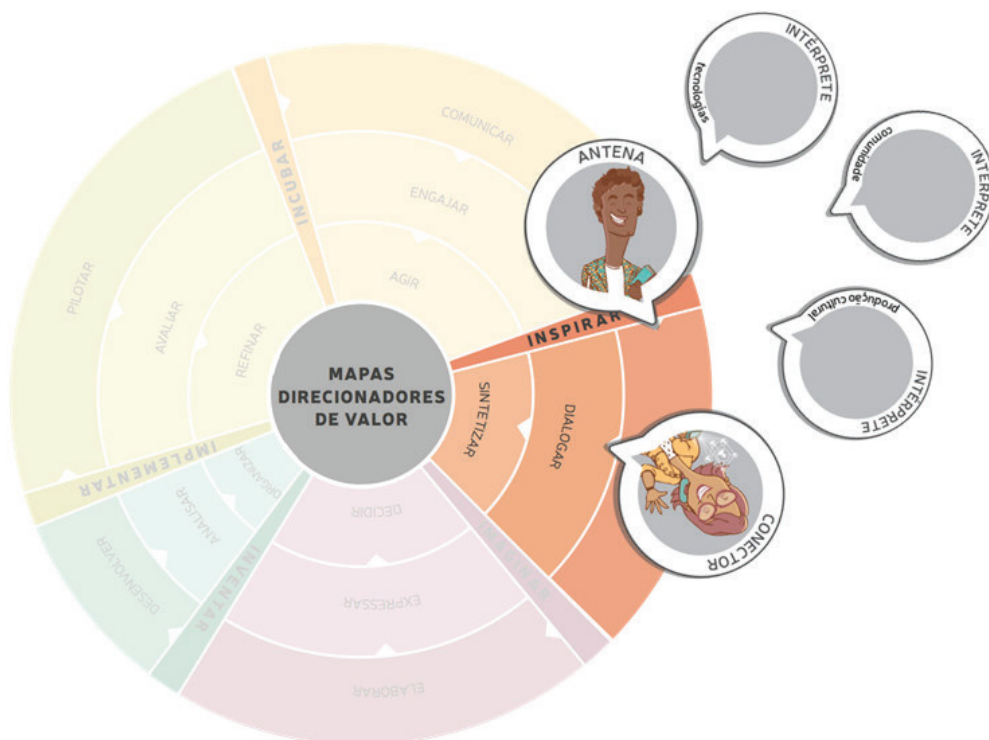 INTÉRPRETE
tecnologias
INTÉRPRETE
comunidade
COMUNICAR
ANTENA
INCUBAR
ENGAJAR
AGIR
PILOTAR
AVALIAR
REFINAR
INSPIRAR
produção cultural
INTÉRPRETE
MAPAS
DIRECIONADORES
DE VALOR
SINTETIZAR
DIALOGAR
IMPLEMENTAR
ORGANIZAR
ANALISAR
DESENVOLVER
INVENTAR
DECIDIR
EXPRESSAR
ELABORAR
CONECTOR